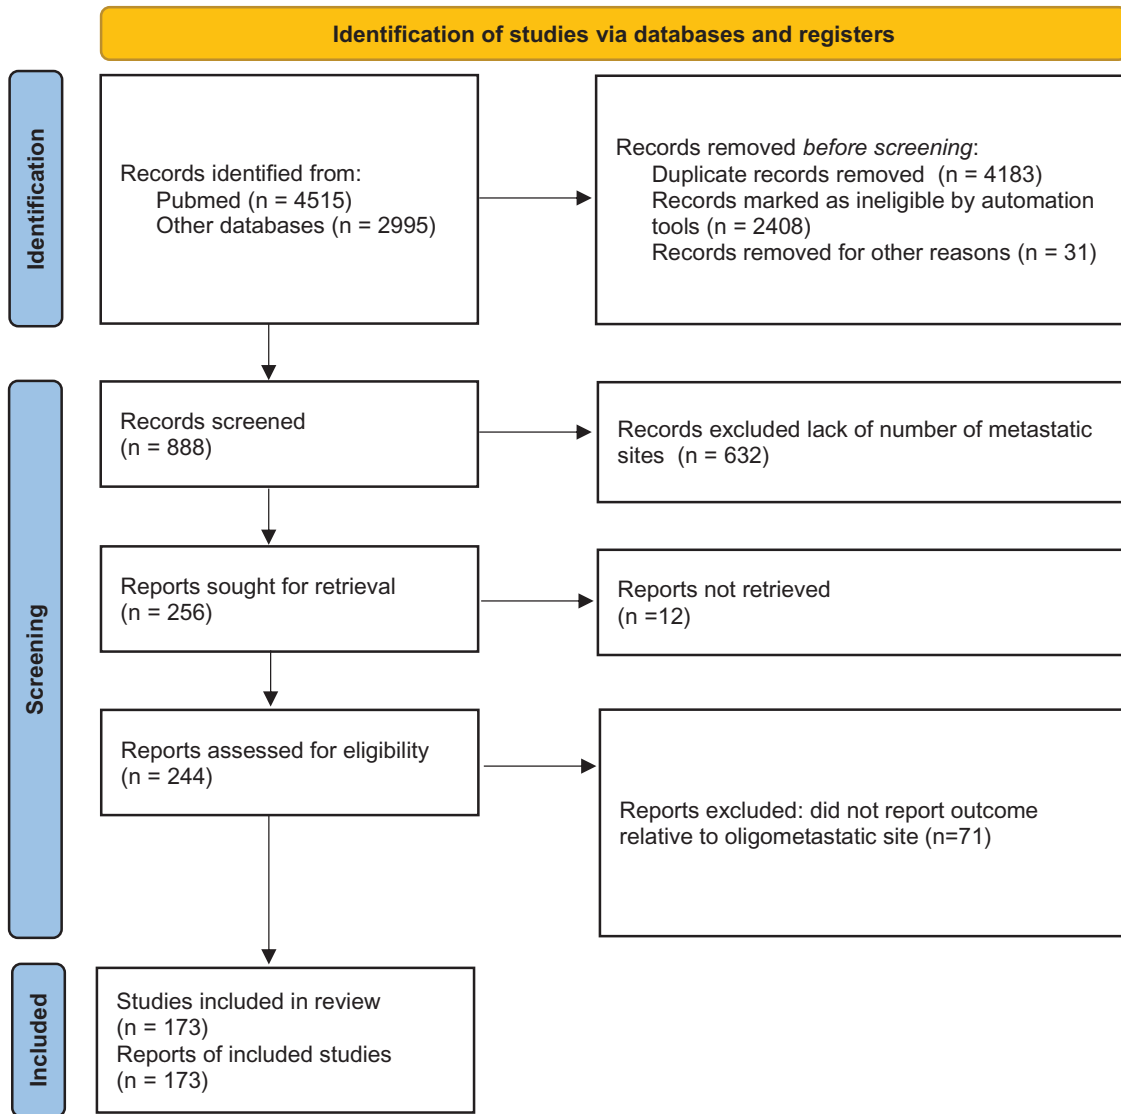 Identification of studies via databases and registers
Identification
Records identified from:
Pubmed (n = 4515)
Other databases (n = 2995)
Records removed before screening:
Duplicate records removed (n = 4183)
Records marked as ineligible by automation
tools (n = 2408)
Records removed for other reasons (n = 31)
Screening
Records screened
(n = 888)
Records excluded lack of number of metastatic
sites (n = 632)
Reports sought for retrieval
(n = 256)
Reports not retrieved
(n =12)
Reports assessed for eligibility
(n = 244)
Reports excluded: did not report outcome
relative to oligometastatic site (n=71)
Included
Studies included in review
(n = 173)
Reports of included studies
(n = 173)